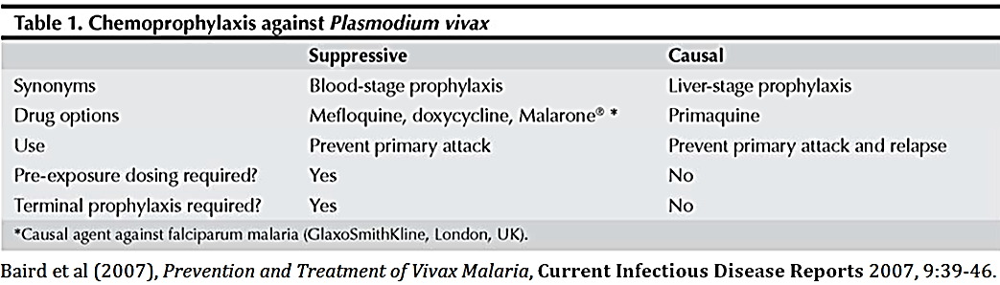 Table 1. Chemoprophylaxis against Plasmodium vivax
Suppressive Causal
Synonyms Blood-stage prophylaxis Liver-stage prophylaxis
Drug options Mefloquine, doxycycline, Malarone® * Primaquine
Use Prevent primary attack Prevent primary attack and relapse
Pre-exposure dosing required? Yes No
Terminal prophylaxis required? Yes No
*Causal agent against falciparum malaria (GlaxoSmithKline, London, UK).
Baird et al (2007), Prevention and Treatment of Vivax Malaria, Current Infectious Disease Reports 2007, 9:39-46.